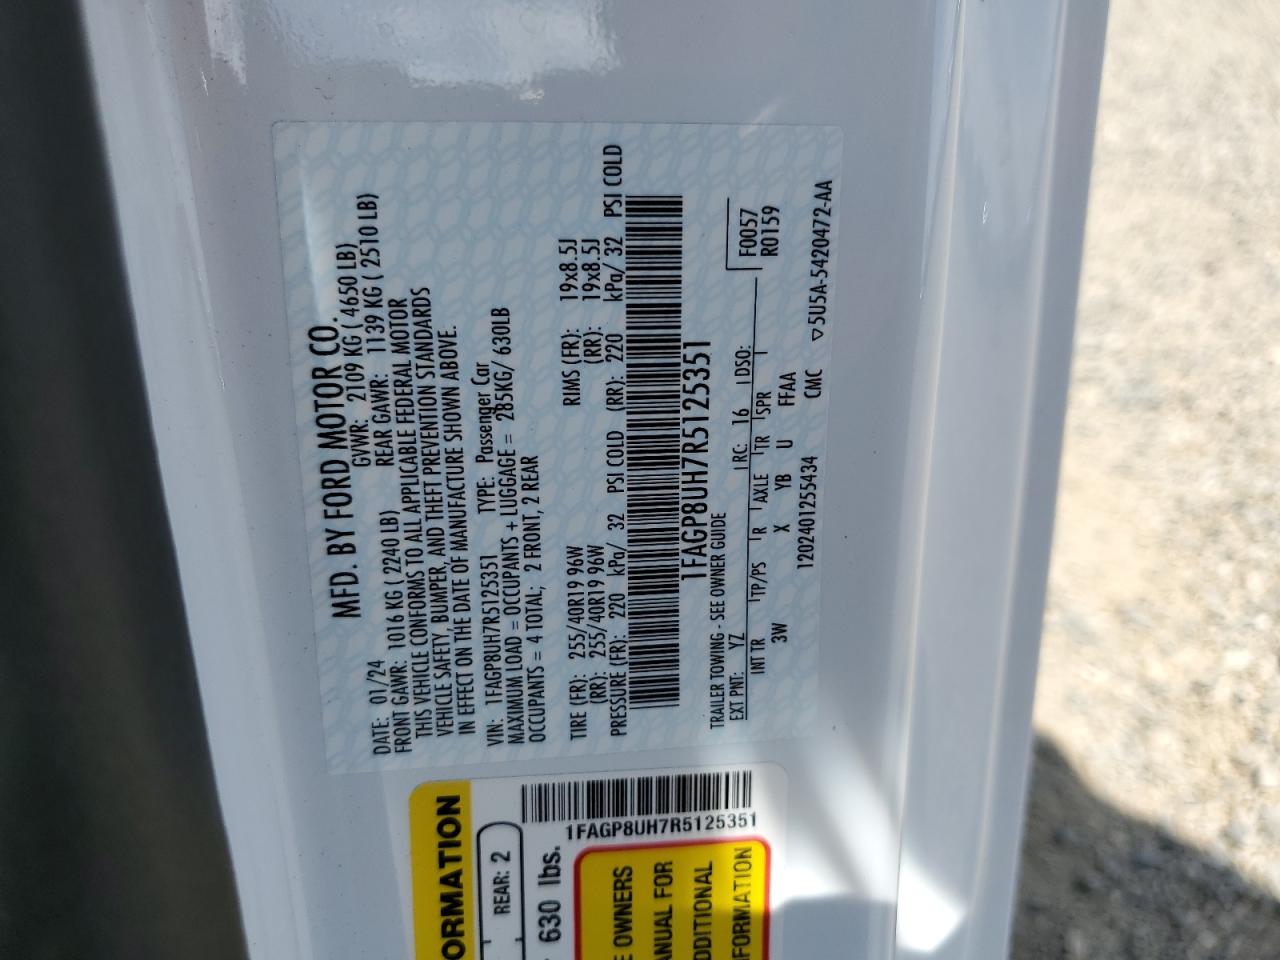 MFD. BY FORD MOTOR CO.
DATE: 01/24 GVWR: 2109 KG ( 4650 LB)
FRONT GAWR: 1016 KG ( 2240 LB) REAR GAWR: 1139 KG ( 2510 LB)
THIS VEHICLE CONFORMS TO ALL APPLICABLE FEDERAL MOTOR
VEHICLE SAFETY, BUMPER, AND THEFT PREVENTION STANDARDS
IN EFFECT ON THE DATE OF MANUFACTURE SHOWN ABOVE.
VIN: 1FAGP8UH7R5125351 TYPE: Passenger Car
MAXIMUM LOAD = OCCUPANTS + LUGGAGE = 285KG/ 630LB
OCCUPANTS = 4 TOTAL; 2 FRONT, 2 REAR
TIRE (FR): 255/40R19 96W RIMS (FR): 19x8.5J
(RR): 255/40R19 96W (RR): 19x8.5J
PRESSURE (FR): 220 kPa/ 32 PSI COLD (RR): 220 kPa/ 32 PSI COLD
1FAGP8UH7R5125351
TRAILER TOWING - SEE OWNER GUIDE
EXT PNT: YZ RC: 16 DSO: F0057
INT TR TP/PS R AXLE TR SPR R0159
3W X YB U FFAA
1202401255434 CMC ▽5U5A-5420472-AA
ORMATION
REAR: 2
630 lbs.
1FAGP8UH7R5125351
E OWNERS
ANUAL FOR
DDITIONAL
IFORMATION